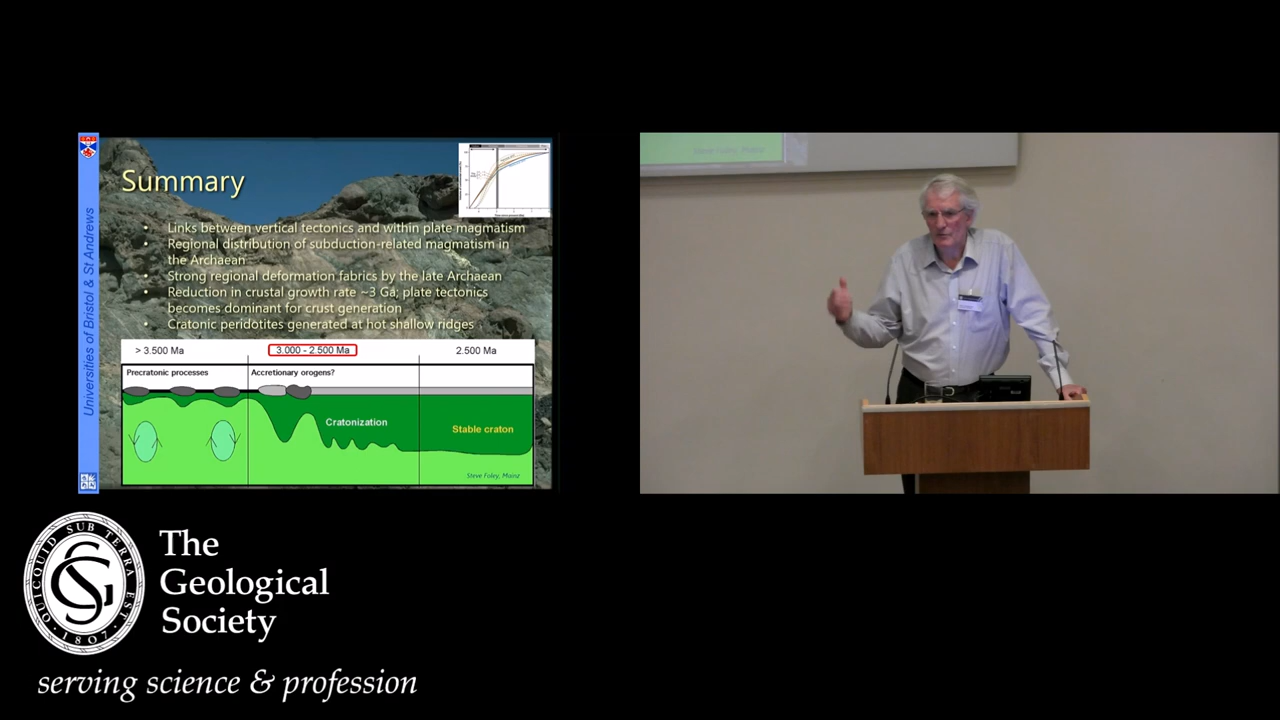 Universities of Bristol & St Andrews
Summary
• Links between vertical tectonics and within plate magmatism
• Regional distribution of subduction-related magmatism in
the Archaean
• Strong regional deformation fabrics by the late Archaean
• Reduction in crustal growth rate ~3 Ga; plate tectonics
becomes dominant for crust generation
• Cratonic peridotites generated at hot shallow ridges
> 3.500 Ma
3.000 - 2.500 Ma
2.500 Ma
Precratonic processes
Accretionary orogens?
Cratonization
Stable craton
Steve Foley, Mainz
Steve Foley, Mainz
QUICQUID SUB TERRA EST
· 1807 ·
GS
The
Geological
Society
serving science & profession